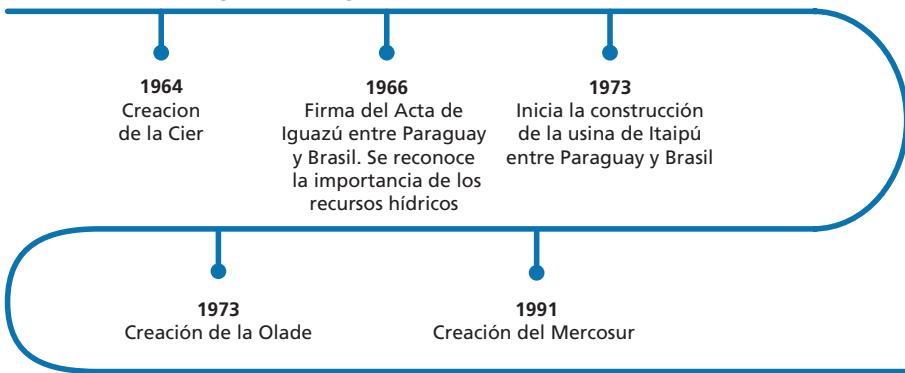 1964
Creacion
de la Cier
1966
Firma del Acta de
Iguazú entre Paraguay
y Brasil. Se reconoce
la importancia de los
recursos hídricos
1973
Inicia la construcción
de la usina de Itaipú
entre Paraguay y Brasil
1973
Creación de la Olade
1991
Creación del Mercosur